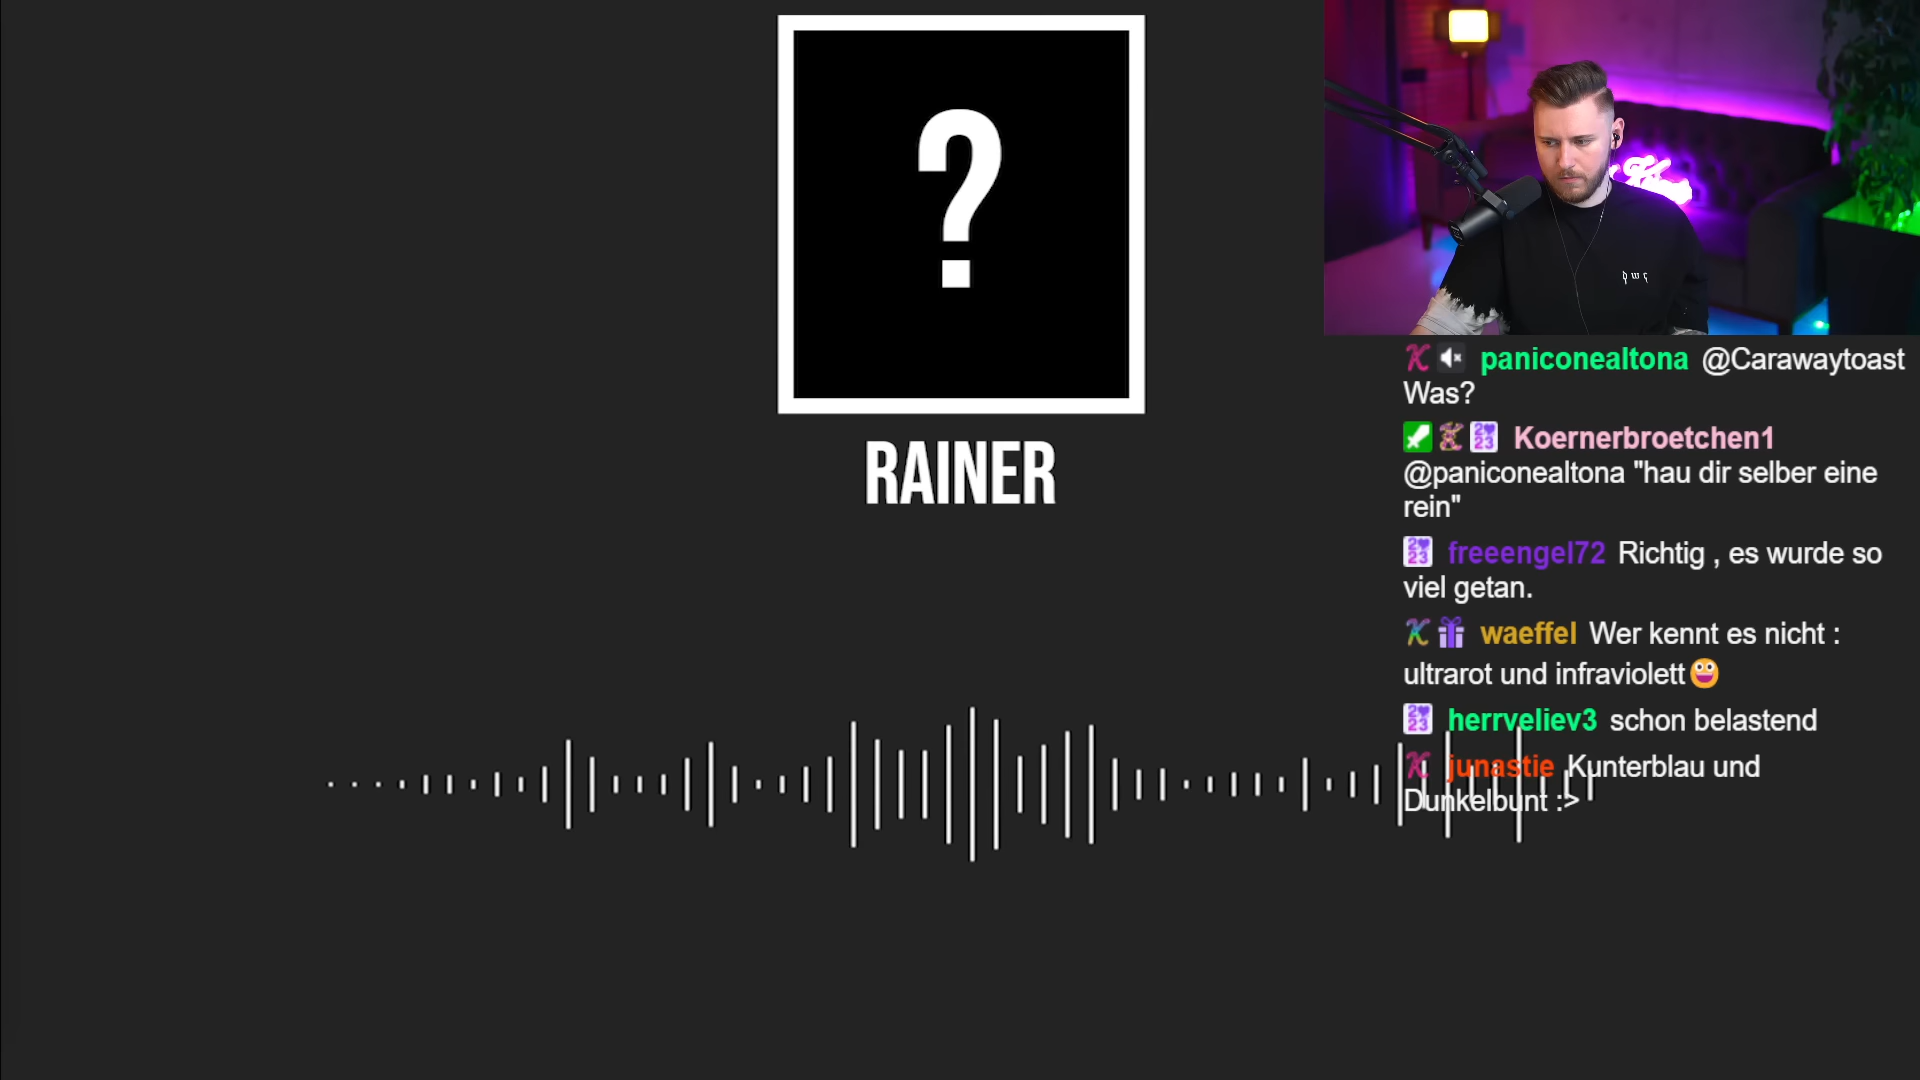 ?
RAINER
paniconealtona @Carawaytoast
Was?
Koernerbroetchen1
@paniconealtona "hau dir selber eine
rein"
freeengel72 Richtig , es wurde so
viel getan.
waeffel Wer kennt es nicht :
ultrarot und infraviolett
herrveliev3 schon belastend
junastie Kunterblau und
Dunkelbunt :>